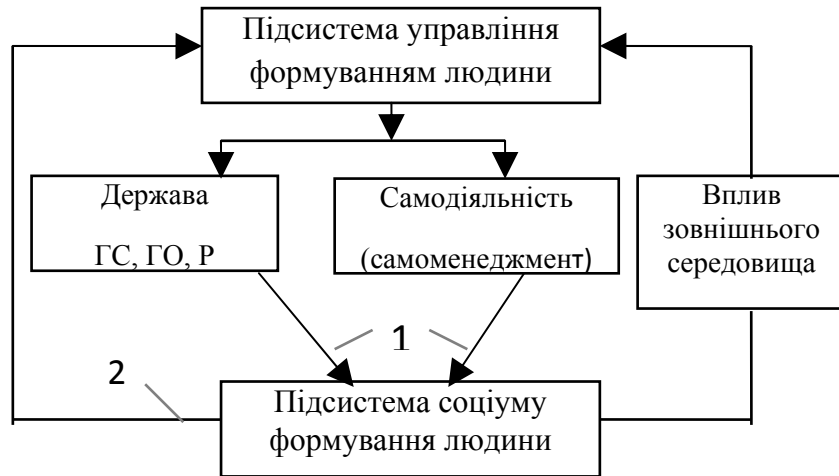 Підсистема управління
формуванням людини
Держава
ГС, ГО, Р
Самодіяльність
(самоменеджмент)
Вплив
зовнішнього
середовища
1
2
Підсистема соціуму
формування людини